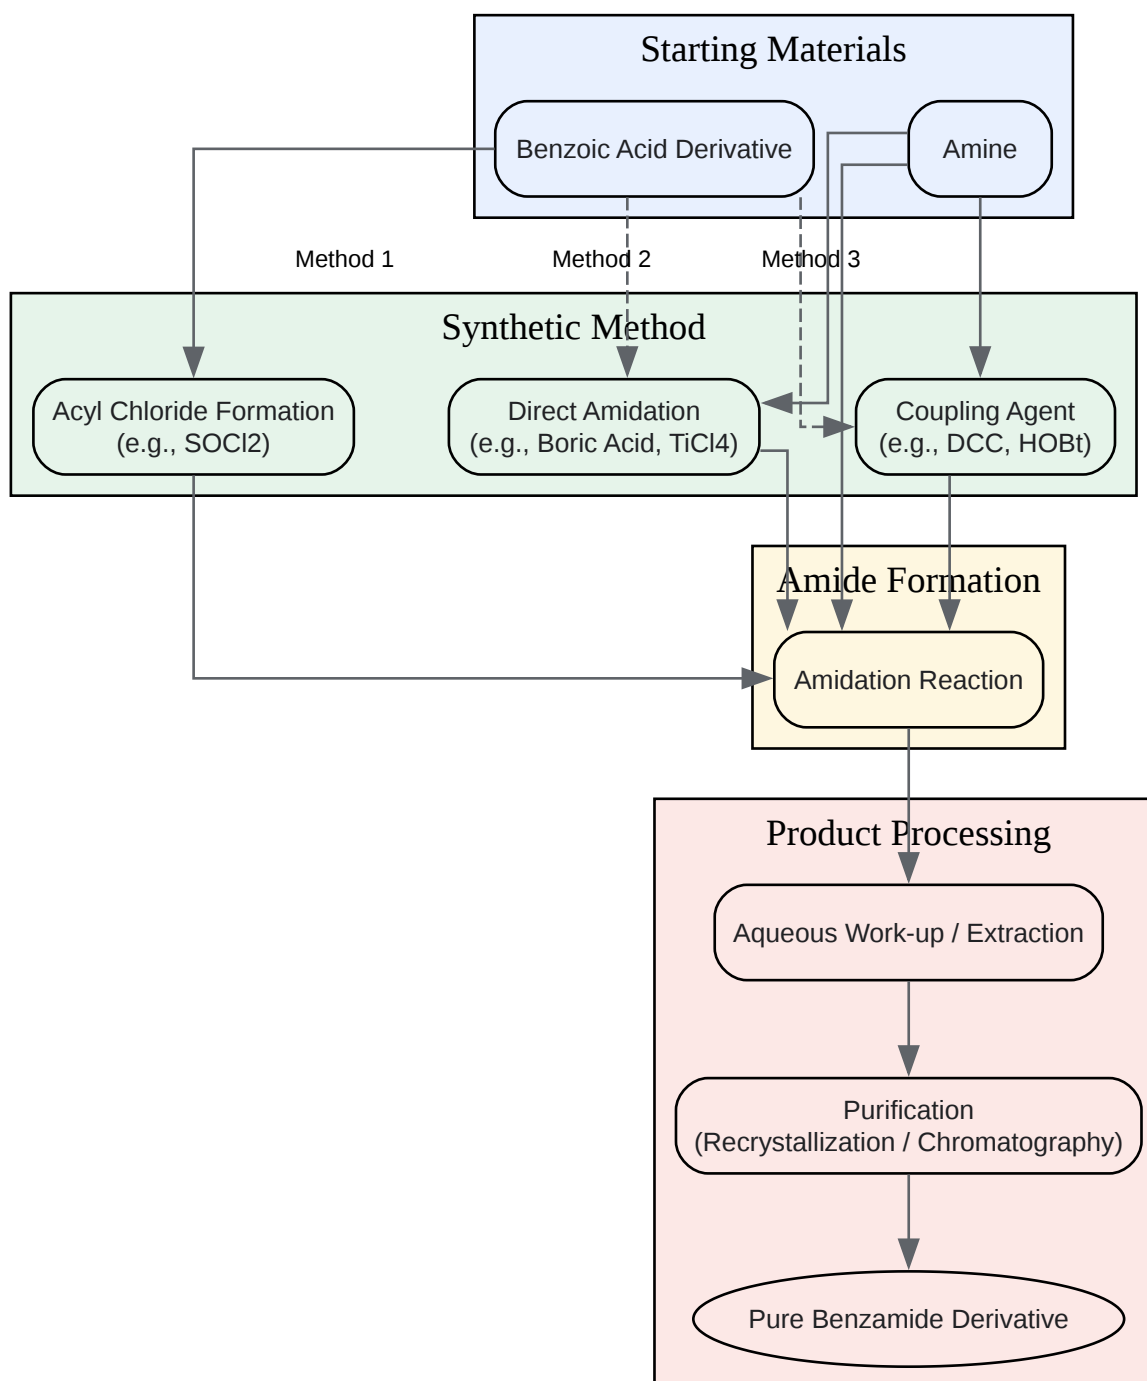 Starting Materials
Benzoic Acid Derivative
Amine
Method 1
Method 2
Method 3
Synthetic Method
Acyl Chloride Formation
(e.g., SOCl2)
Direct Amidation
(e.g., Boric Acid, TiCl4)
Coupling Agent
(e.g., DCC, HOBt)
Amide Formation
Amidation Reaction
Product Processing
Aqueous Work-up / Extraction
Purification
(Recrystallization / Chromatography)
Pure Benzamide Derivative